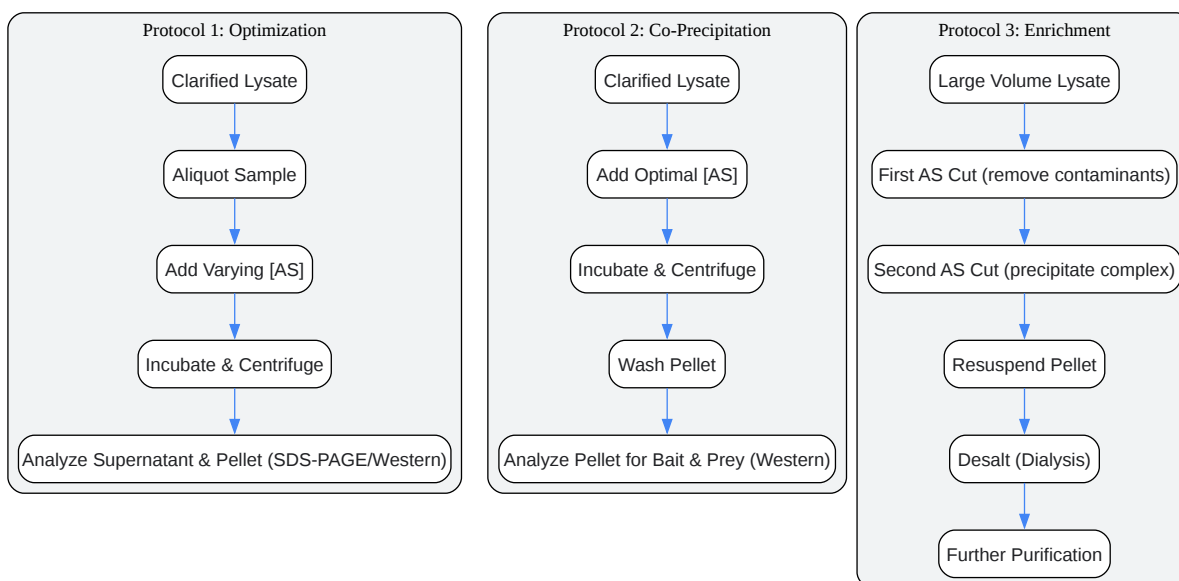 Protocol 1: Optimization
Clarified Lysate
Aliquot Sample
Add Varying [AS]
Incubate & Centrifuge
Analyze Supernatant & Pellet (SDS-PAGE/Western)
Protocol 2: Co-Precipitation
Clarified Lysate
Add Optimal [AS]
Incubate & Centrifuge
Wash Pellet
Analyze Pellet for Bait & Prey (Western)
Protocol 3: Enrichment
Large Volume Lysate
First AS Cut (remove contaminants)
Second AS Cut (precipitate complex)
Resuspend Pellet
Desalt (Dialysis)
Further Purification